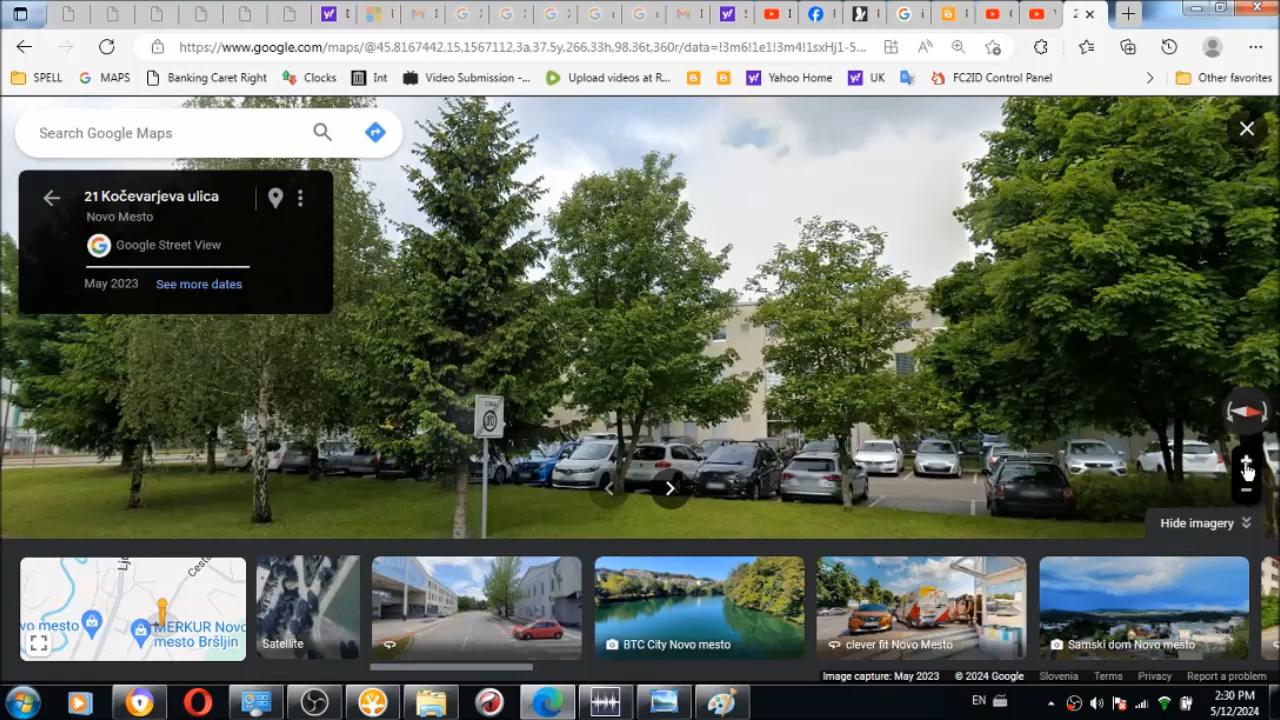 https://www.google.com/maps/@45.8167442,15.1567112,3a,37.5y,266.33h,98.36t,360r/data=!3m6!1e1!3m4!1sxHj1-5...
SPELL
MAPS
Banking Caret Right
Clocks
Int
Video Submission -...
Upload videos at R...
Yahoo Home
UK
FC2ID Control Panel
Other favorites
Search Google Maps
21 Kočevarjeva ulica
Novo Mesto
Google Street View
May 2023 See more dates
Hide imagery
vo mesto
MERKUR Novo
mesto Bršljin
Satellite
BTC City Novo mesto
clever fit Novo Mesto
Samski dom Novo mesto
Image capture: May 2023 © 2024 Google Slovenia Terms Privacy Report a problem
EN
2:30 PM
5/12/2024